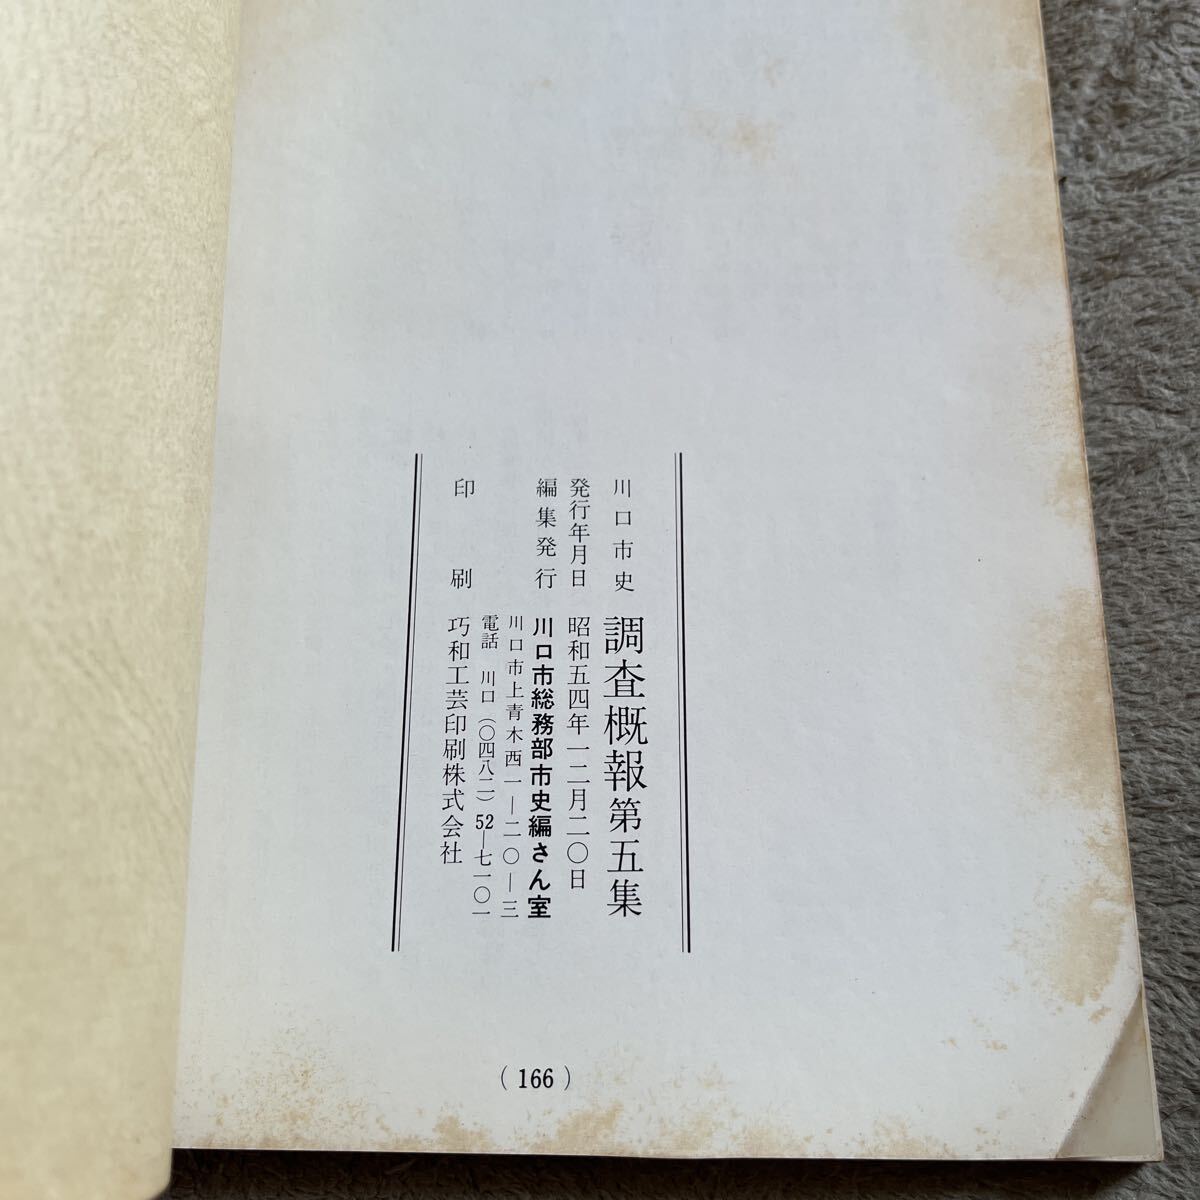 川口市史 調査概報第五集
発行年月日 昭和五四年一二月二〇日
編集発行 川口市総務部市史編さん室
川口市上青木西一―二〇―三
電話 川口(〇四八二)52―七一〇一
印刷 巧和工芸印刷株式会社
(166)